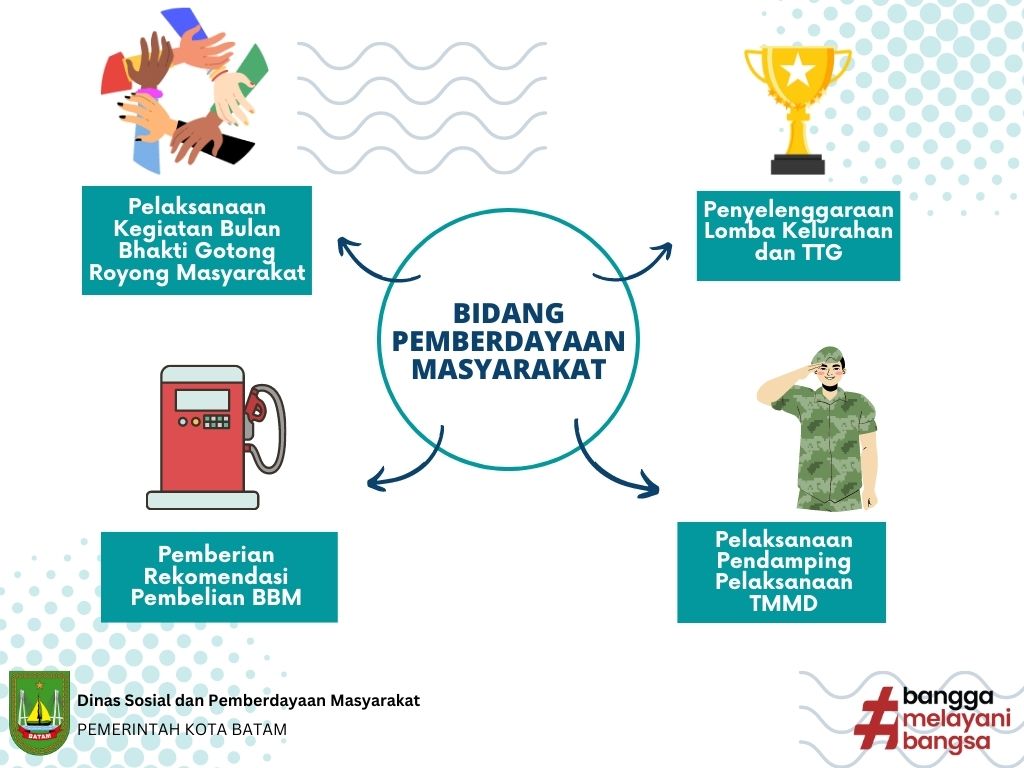 Pelaksanaan
Kegiatan Bulan
Bhakti Gotong
Royong Masyarakat
Penyelenggaraan
Lomba Kelurahan
dan TTG
BIDANG
PEMBERDAYAAN
MASYARAKAT
Pemberian
Rekomendasi
Pembelian BBM
Pelaksanaan
Pendamping
Pelaksanaan
TMMD
BATAM
Dinas Sosial dan Pemberdayaan Masyarakat
PEMERINTAH KOTA BATAM
#bangga
melayani
bangsa